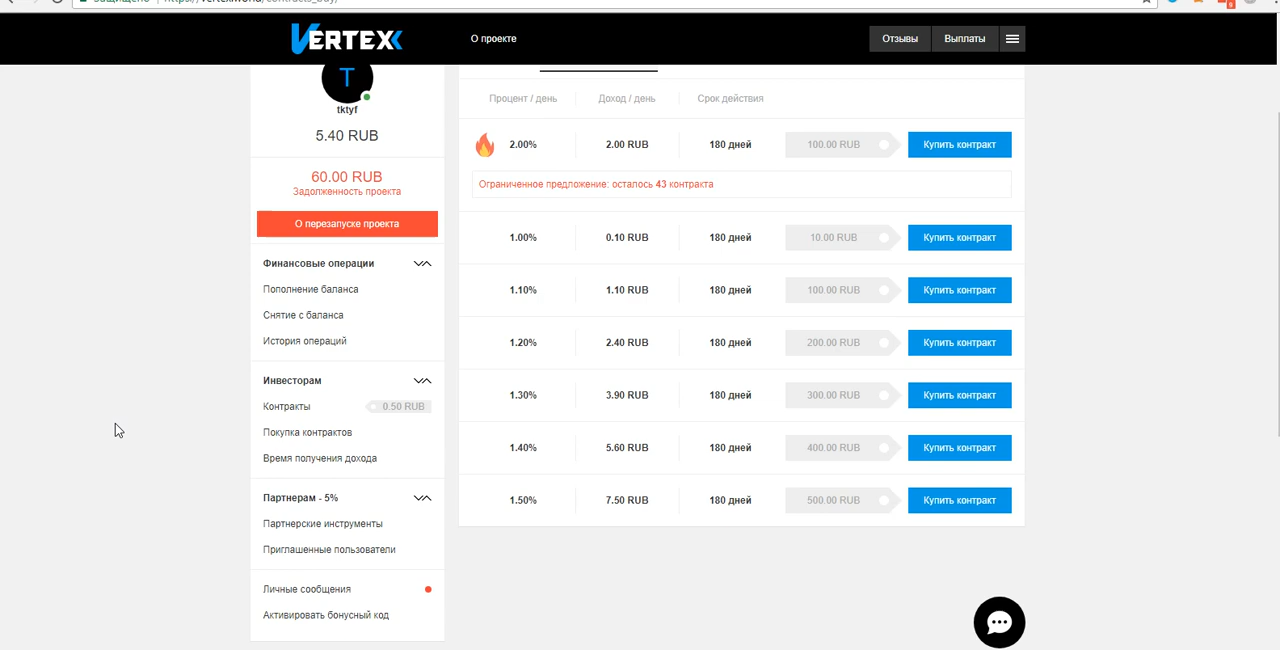 VERTEX
О проекте
Отзывы
Выплаты
T
tktyf
5.40 RUB
60.00 RUB
Задолженность проекта
О перезапуске проекта
Финансовые операции
Пополнение баланса
Снятие с баланса
История операций
Инвесторам
Контракты 0.50 RUB
Покупка контрактов
Время получения дохода
Партнерам - 5%
Партнерские инструменты
Приглашенные пользователи
Личные сообщения
Активировать бонусный код
Процент / день Доход / день Срок действия
2.00% 2.00 RUB 180 дней 100.00 RUB Купить контракт
Ограниченное предложение: осталось 43 контракта
1.00% 0.10 RUB 180 дней 10.00 RUB Купить контракт
1.10% 1.10 RUB 180 дней 100.00 RUB Купить контракт
1.20% 2.40 RUB 180 дней 200.00 RUB Купить контракт
1.30% 3.90 RUB 180 дней 300.00 RUB Купить контракт
1.40% 5.60 RUB 180 дней 400.00 RUB Купить контракт
1.50% 7.50 RUB 180 дней 500.00 RUB Купить контракт